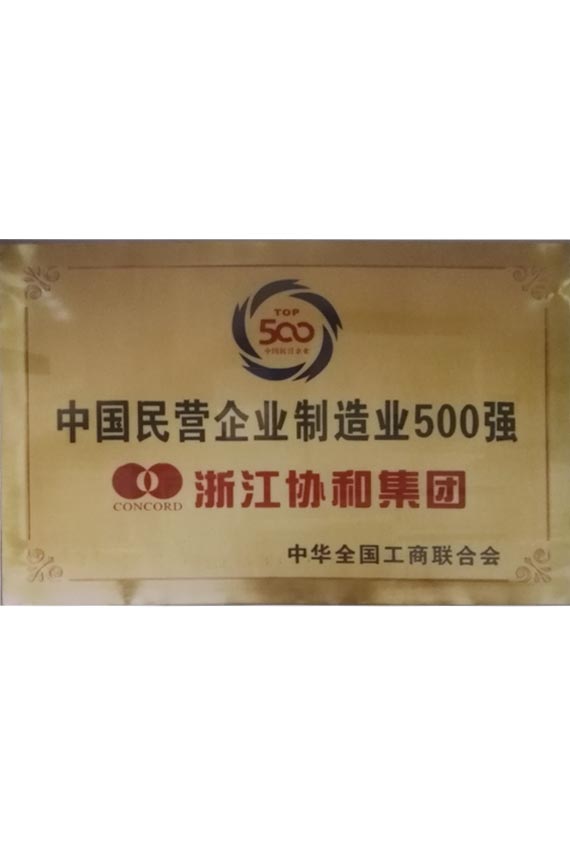 TOP
500
中国民营企业
中国民营企业制造业500强
CONCORD 浙江协和集团
中华全国工商联合会